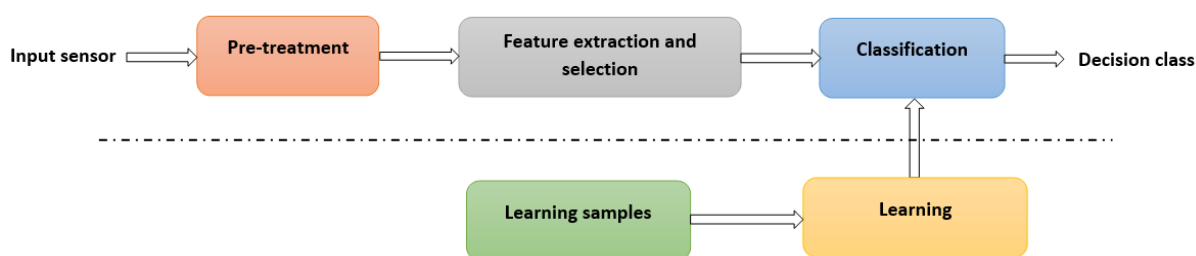 Input sensor
Pre-treatment
Feature extraction and
selection
Classification
Decision class
Learning samples
Learning